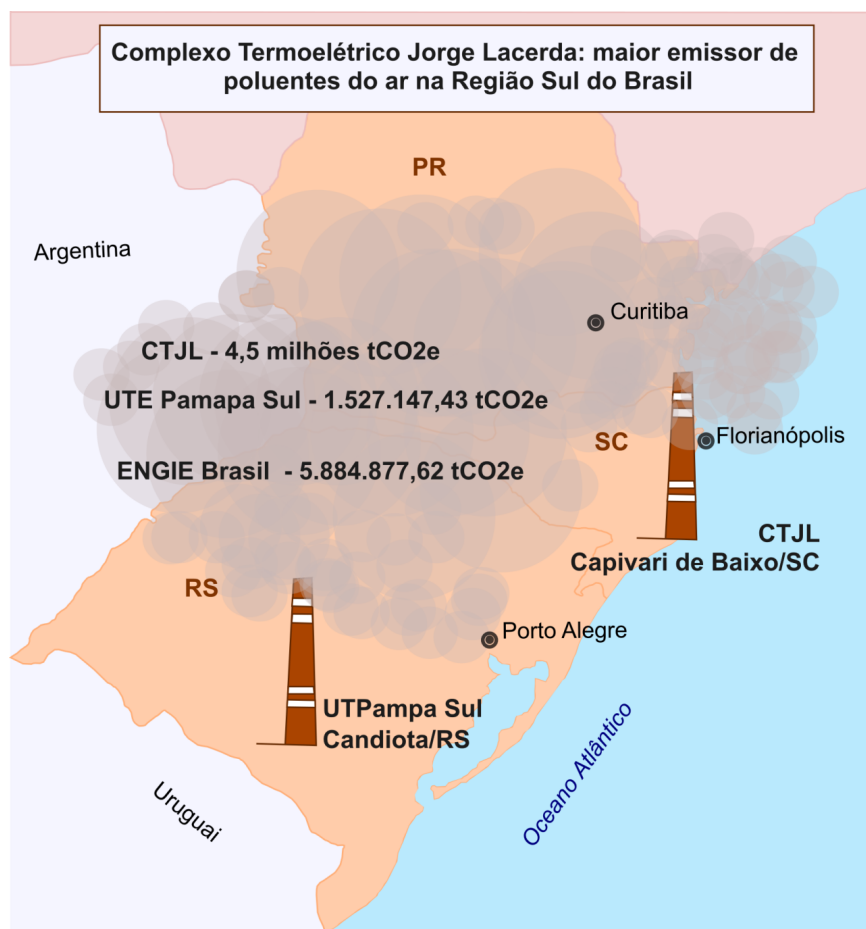 Complexo Termoelétrico Jorge Lacerda: maior emissor de
poluentes do ar na Região Sul do Brasil
PR
Argentina
Curitiba
CTJL - 4,5 milhões tCO2e
UTE Pamapa Sul - 1.527.147,43 tCO2e
SC
Florianópolis
ENGIE Brasil - 5.884.877,62 tCO2e
CTJL
Capivari de Baixo/SC
RS
Porto Alegre
UTPampa Sul
Candiota/RS
Oceano Atlântico
Uruguai